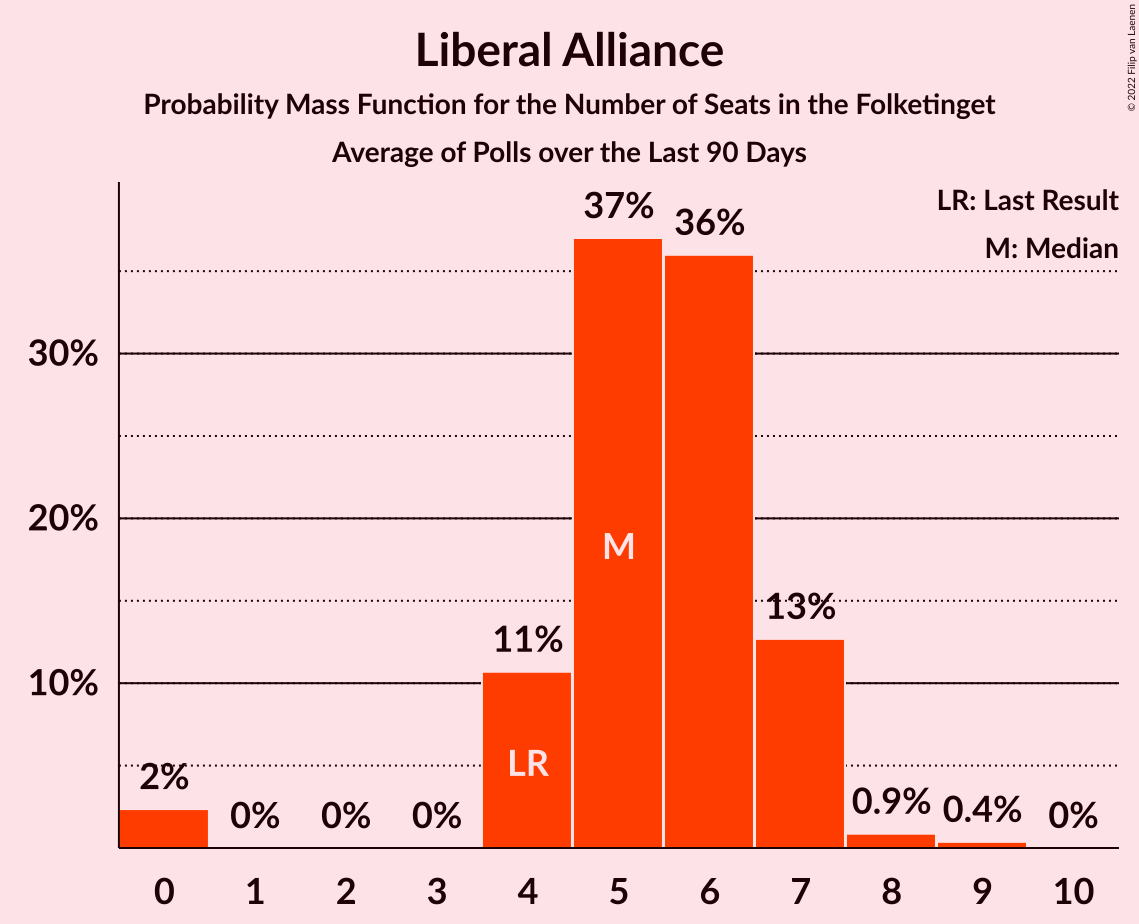 Liberal Alliance
Probability Mass Function for the Number of Seats in the Folketinget
Average of Polls over the Last 90 Days
© 2022 Filip van Laenen
LR: Last Result
M: Median
37%
36%
30%
20%
M
13%
11%
10%
LR
2%
0%
0%
0%
0.9%
0.4%
0%
0 1 2 3 4 5 6 7 8 9 10